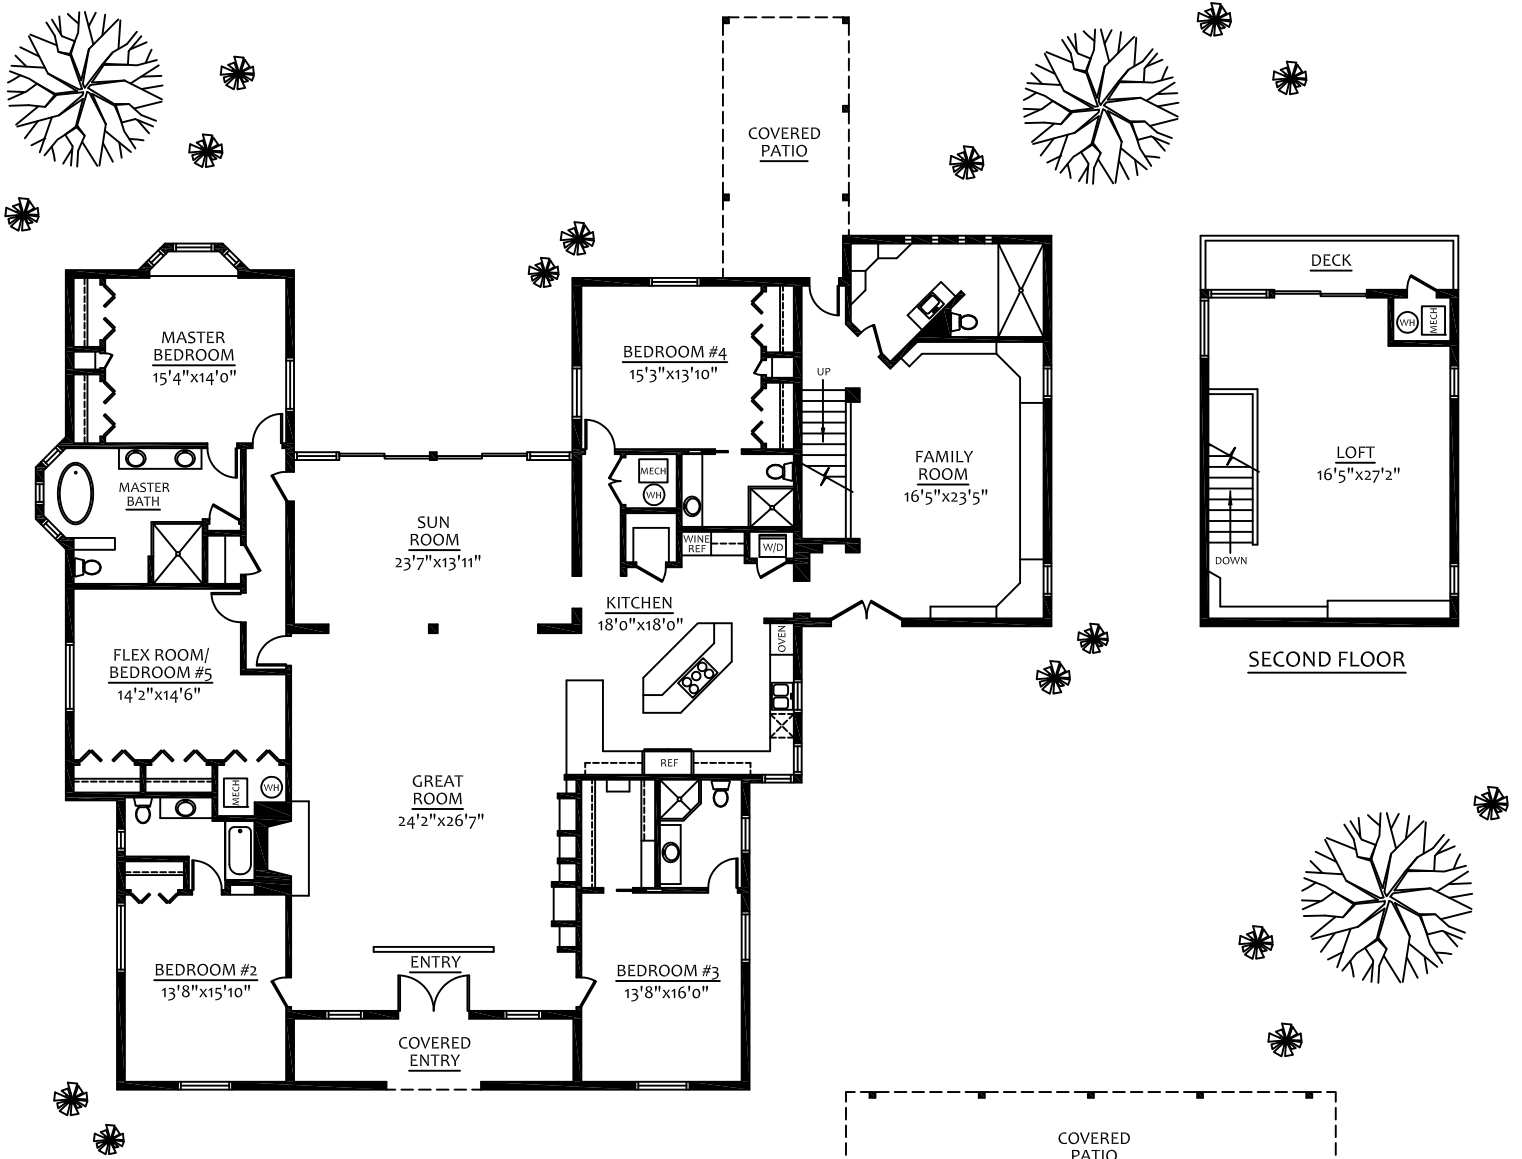 COVERED
PATIO
DECK
WH
MECH
MASTER
BEDROOM
15'4"x14'0"
BEDROOM #4
15'3"x13'10"
UP
FAMILY
ROOM
16'5"x23'5"
LOFT
16'5"x27'2"
DOWN
MASTER
BATH
MECH
WH
SUN
ROOM
23'7"x13'11"
WINE
REF
W/D
KITCHEN
18'0"x18'0"
OVEN
FLEX ROOM/
BEDROOM #5
14'2"x14'6"
SECOND FLOOR
REF
MECH
WH
GREAT
ROOM
24'2"x26'7"
ENTRY
BEDROOM #2
13'8"x15'10"
BEDROOM #3
13'8"x16'0"
COVERED
ENTRY
COVERED
PATIO